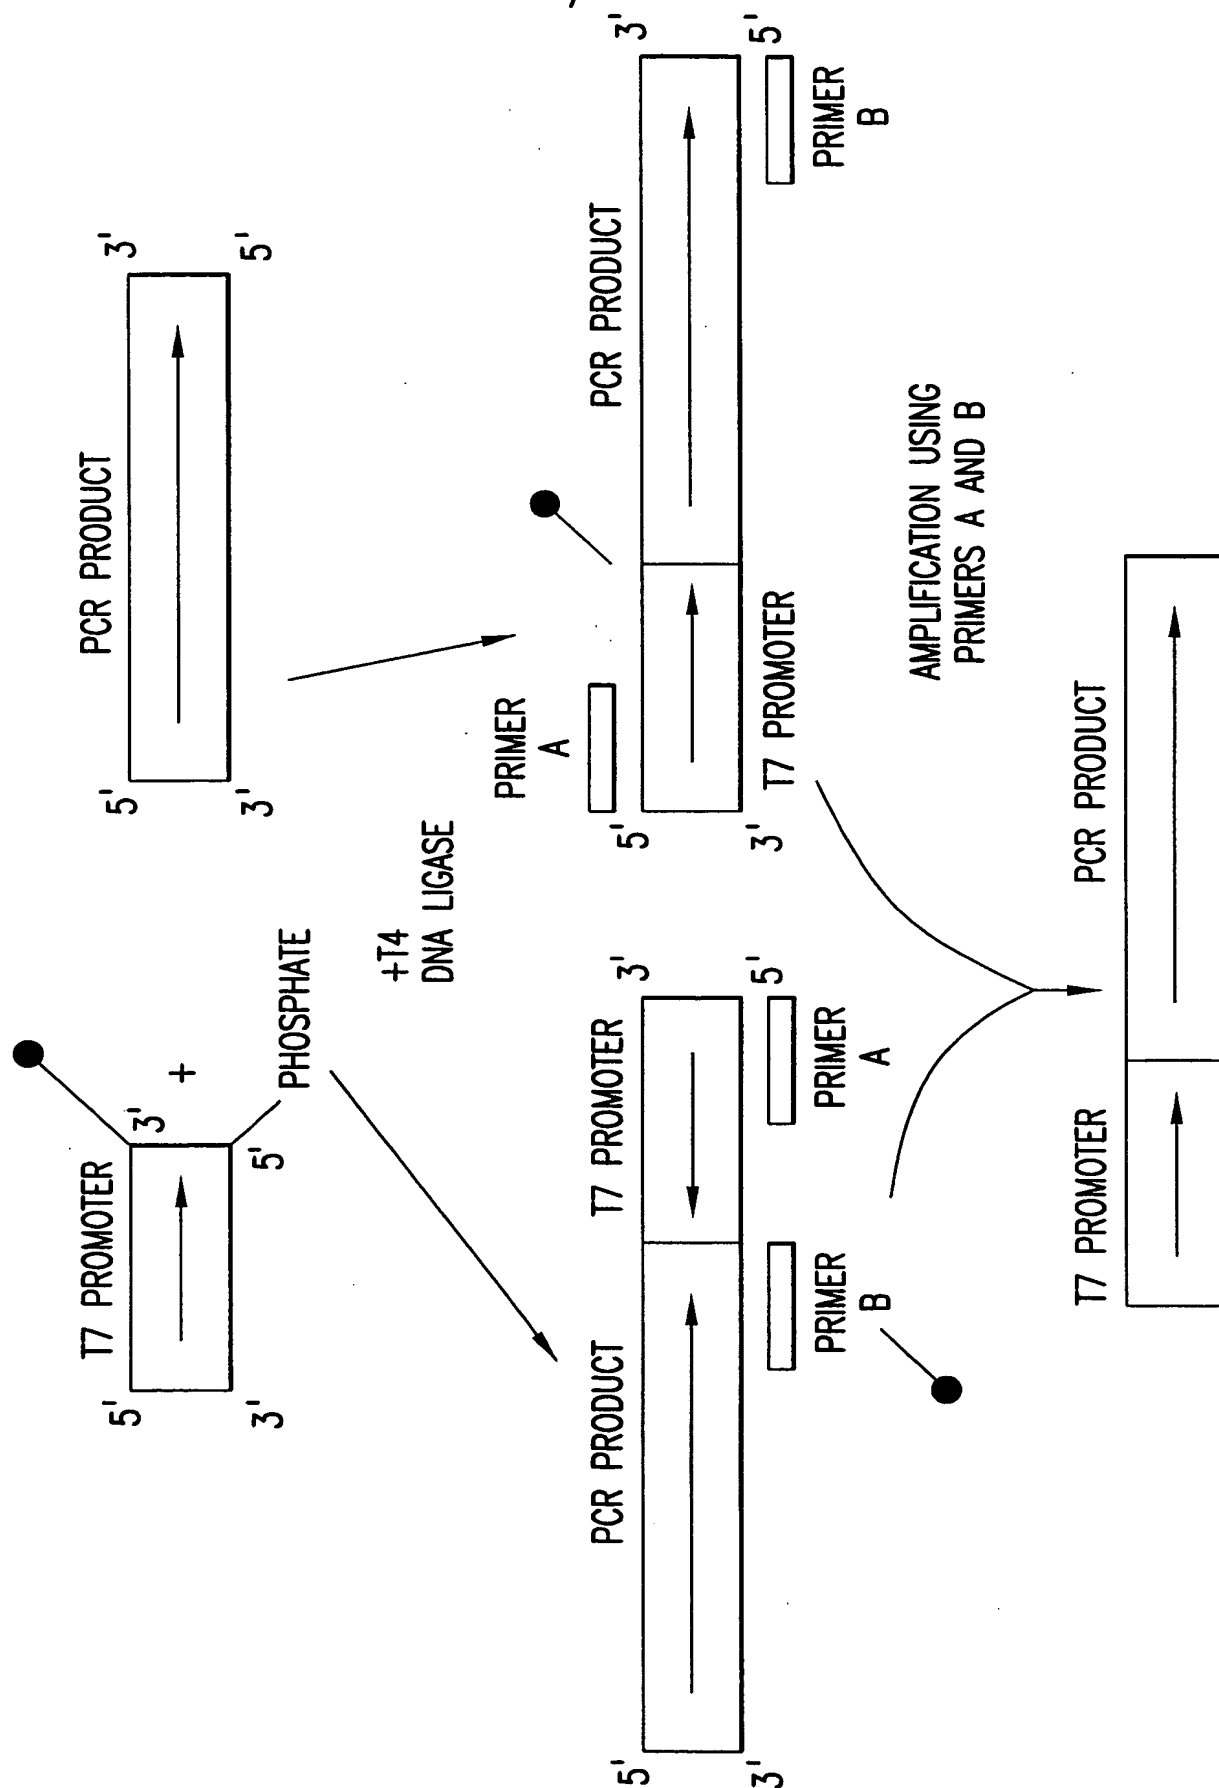 T7 PROMOTER
5'
3'
3'
5'
+
PHOSPHATE
PCR PRODUCT
5'
3'
3'
5'
+T4
DNA LIGASE
PCR PRODUCT
T7 PROMOTER
5'
3'
3'
5'
PRIMER
B
PRIMER
A
PRIMER
A
PCR PRODUCT
5'
3'
3'
5'
T7 PROMOTER
PRIMER
B
AMPLIFICATION USING
PRIMERS A AND B
T7 PROMOTER
PCR PRODUCT